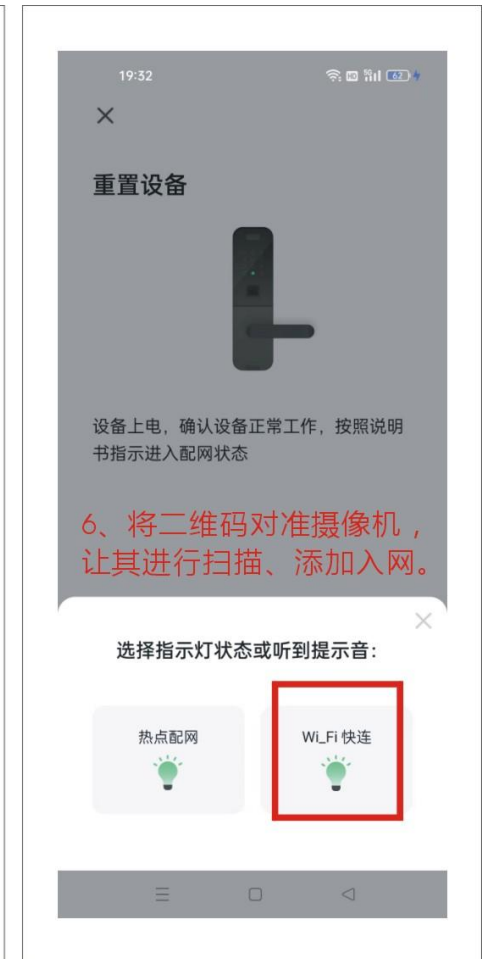 19:32
HD 5G 62
重置设备
设备上电，确认设备正常工作，按照说明
书指示进入配网状态
6、将二维码对准摄像机，
让其进行扫描、添加入网。
选择指示灯状态或听到提示音：
热点配网
Wi_Fi 快连